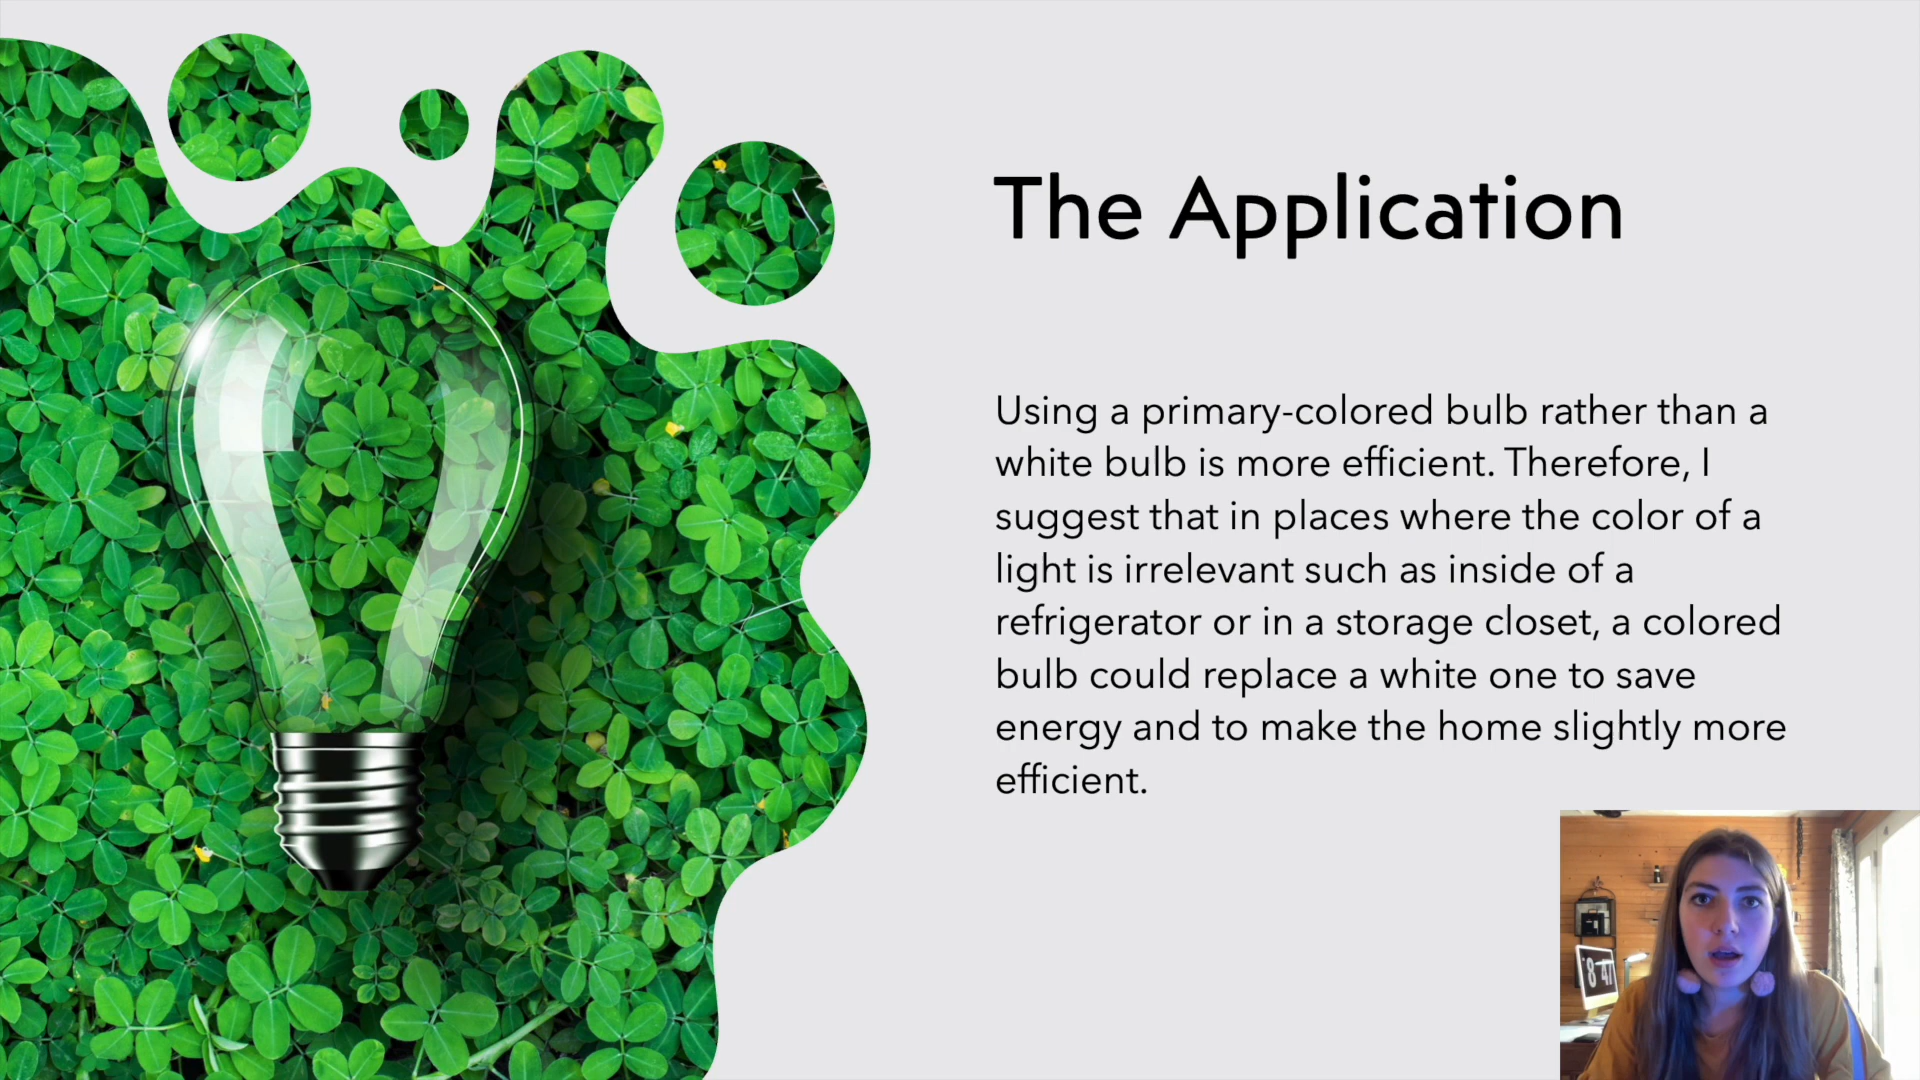 The Application
Using a primary-colored bulb rather than a
white bulb is more efficient. Therefore, I
suggest that in places where the color of a
light is irrelevant such as inside of a
refrigerator or in a storage closet, a colored
bulb could replace a white one to save
energy and to make the home slightly more
efficient.
8 47